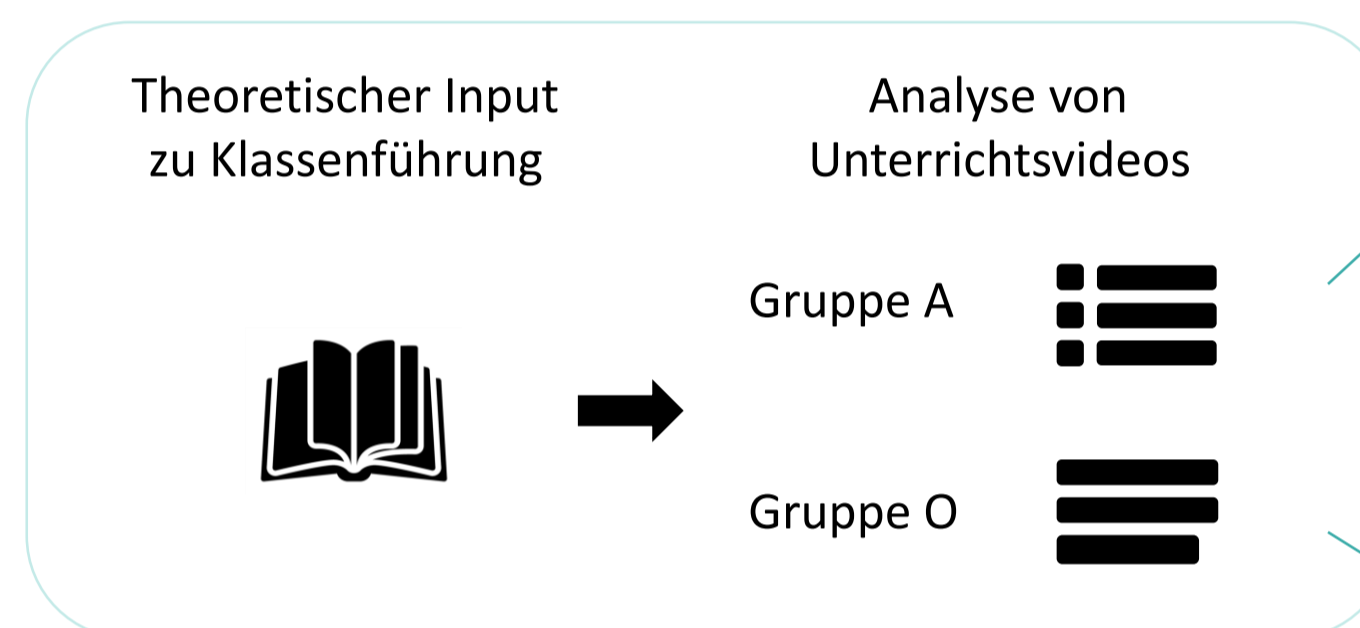 Theoretischer Input
zu Klassenführung
Analyse von
Unterrichtsvideos
Gruppe A
Gruppe O